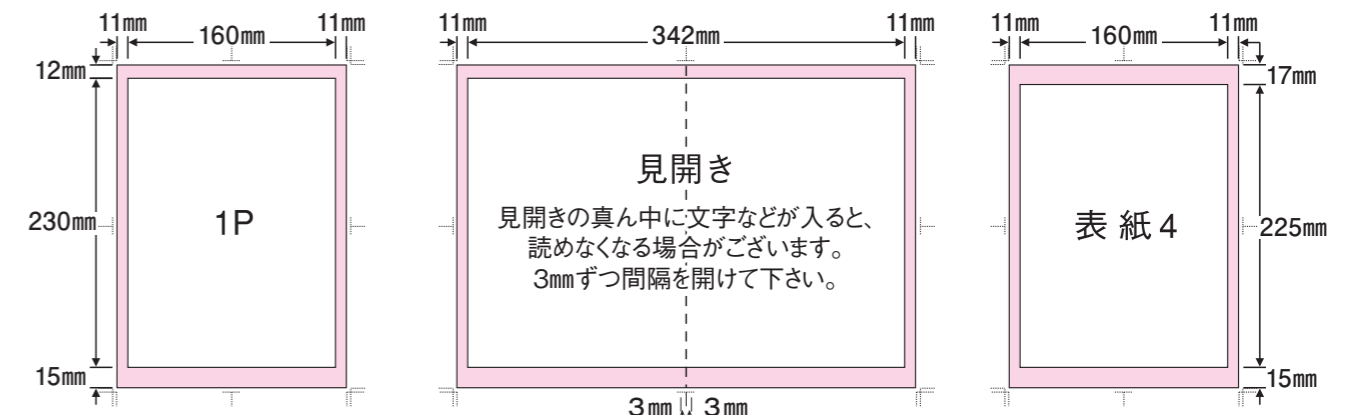 11㎜
160㎜
11㎜
12㎜
230㎜
15㎜
1P
11㎜
342㎜
11㎜
見開き
見開きの真ん中に文字などが入ると、
読めなくなる場合がございます。
3㎜ずつ間隔を開けて下さい。
3㎜
3㎜
11㎜
160㎜
11㎜
17㎜
225㎜
15㎜
表紙4